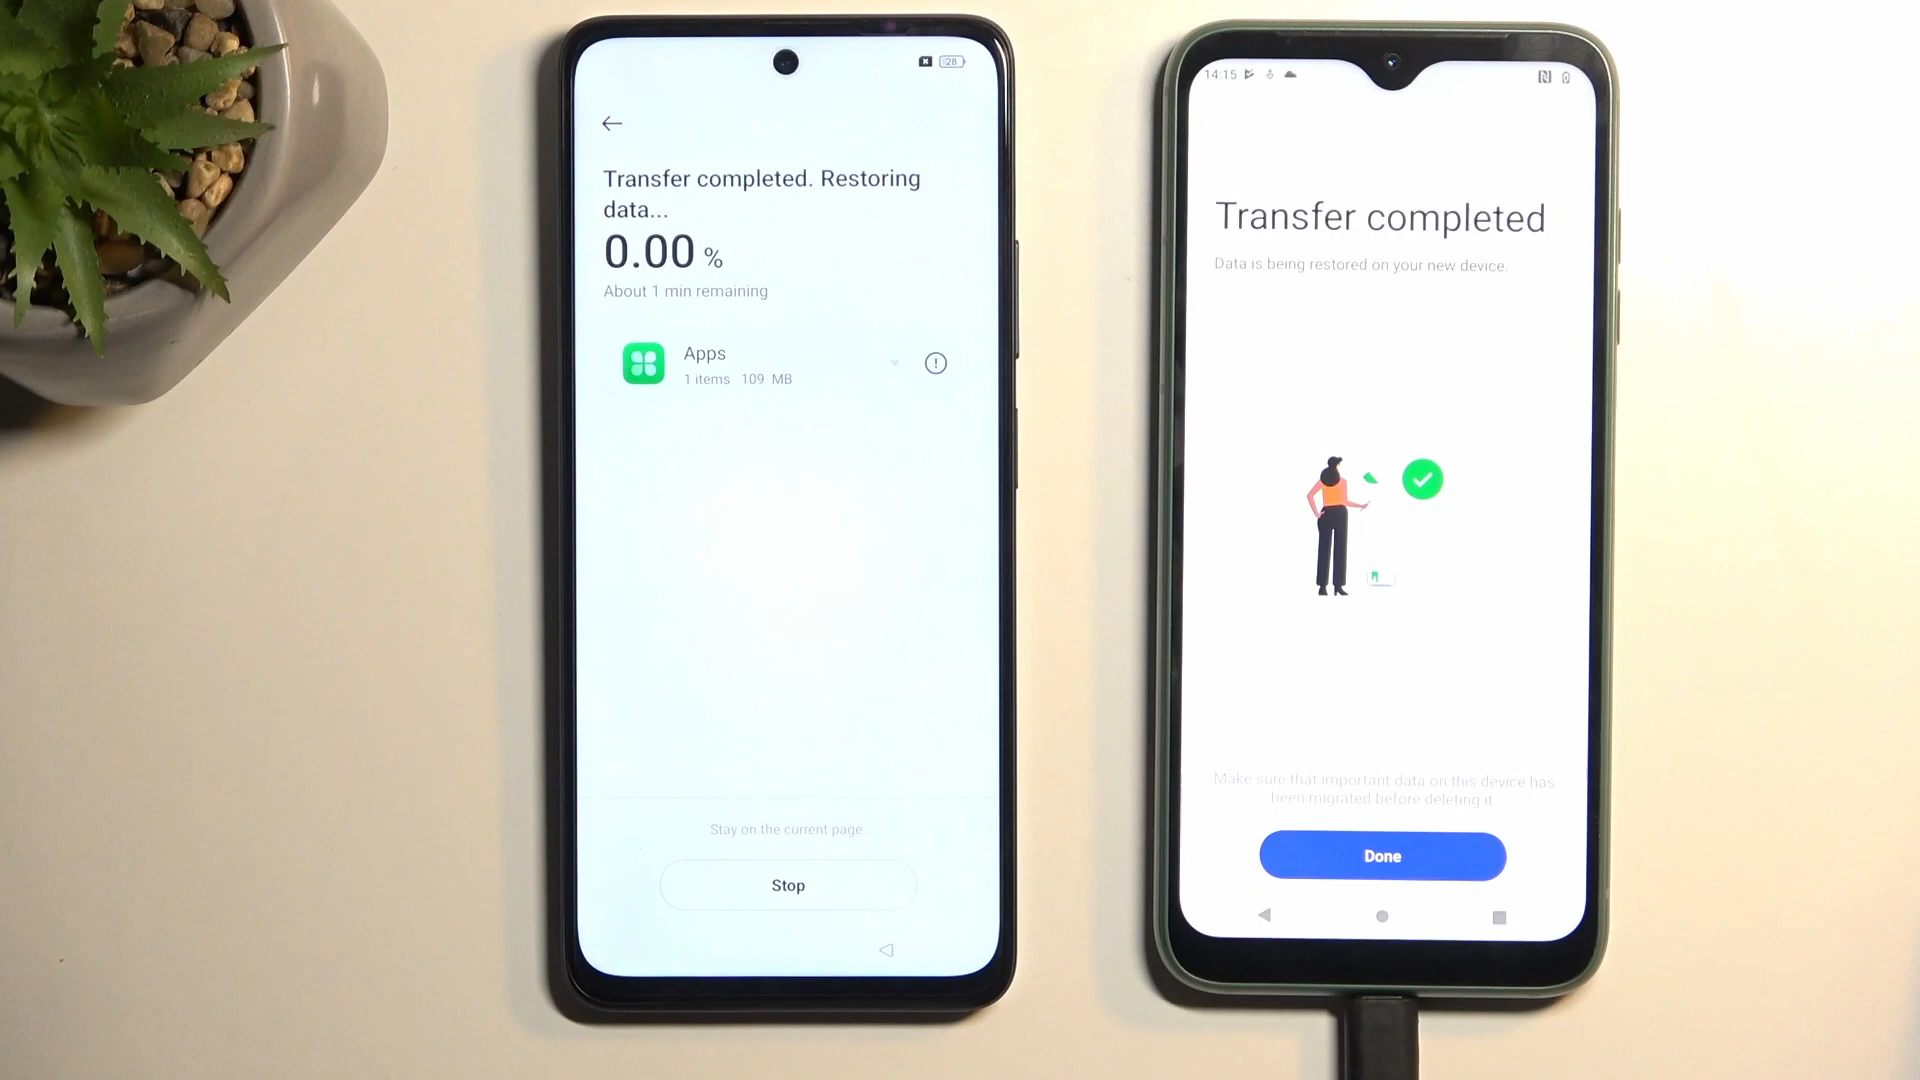 28
Transfer completed. Restoring
data...
0.00 %
About 1 min remaining
Apps
1 items 109 MB
Stay on the current page.
Stop
14:15
Transfer completed
Data is being restored on your new device.
Make sure that important data on this device has
been migrated before deleting it
Done